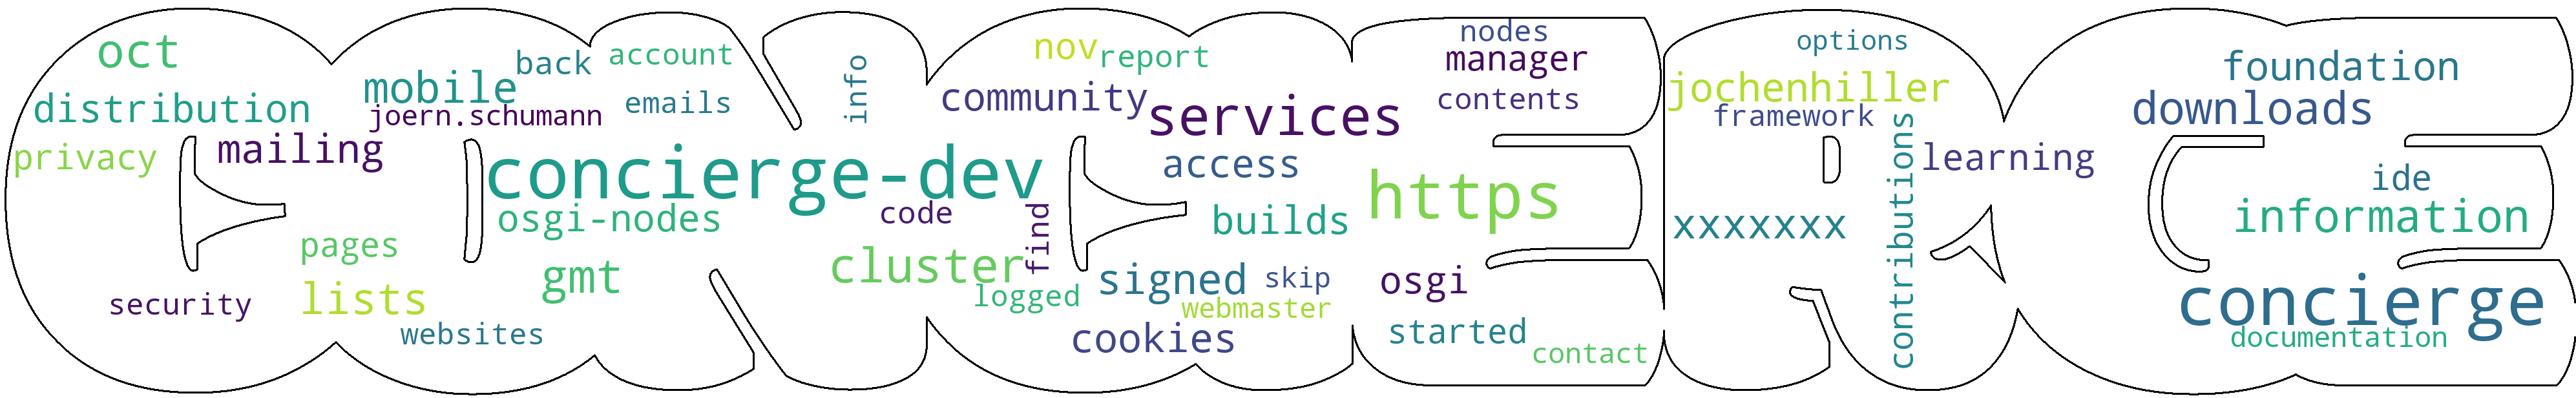 oct
distribution
privacy
mailing
mobile
joern.schumann
back
account
emails
info
concierge-dev
osgi-nodes
gmt
pages
lists
security
websites
nov
report
community
services
access
code
find
cluster
logged
builds
signed
skip
webmaster
cookies
https
nodes
manager
contents
osgi
started
contact
options
jochenhiller
framework
contributions
learning
xxxxxxx
foundation
downloads
ide
information
concierge
documentation